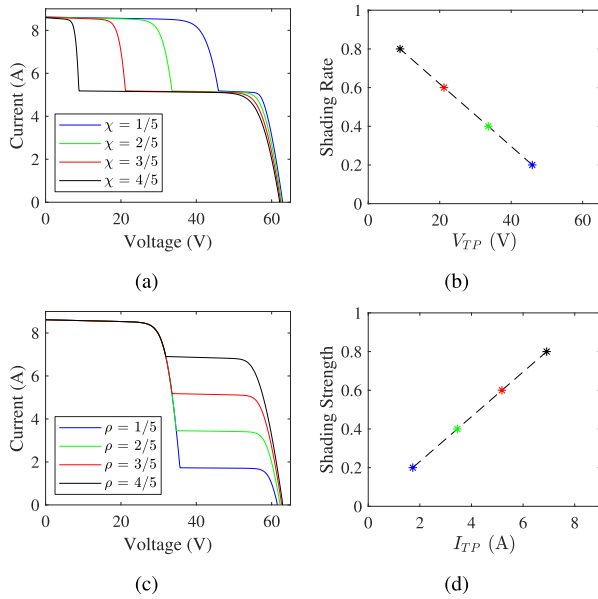 8
6
4
2
0
Current (A)
χ = 1/5
χ = 2/5
χ = 3/5
χ = 4/5
0 20 40 60
Voltage (V)
(a)
1
0.8
0.6
0.4
0.2
0
Shading Rate
0 20 40 60
V_TP (V)
(b)
8
6
4
2
0
Current (A)
ρ = 1/5
ρ = 2/5
ρ = 3/5
ρ = 4/5
0 20 40 60
Voltage (V)
(c)
1
0.8
0.6
0.4
0.2
0
Shading Strength
0 2 4 6 8
I_TP (A)
(d)